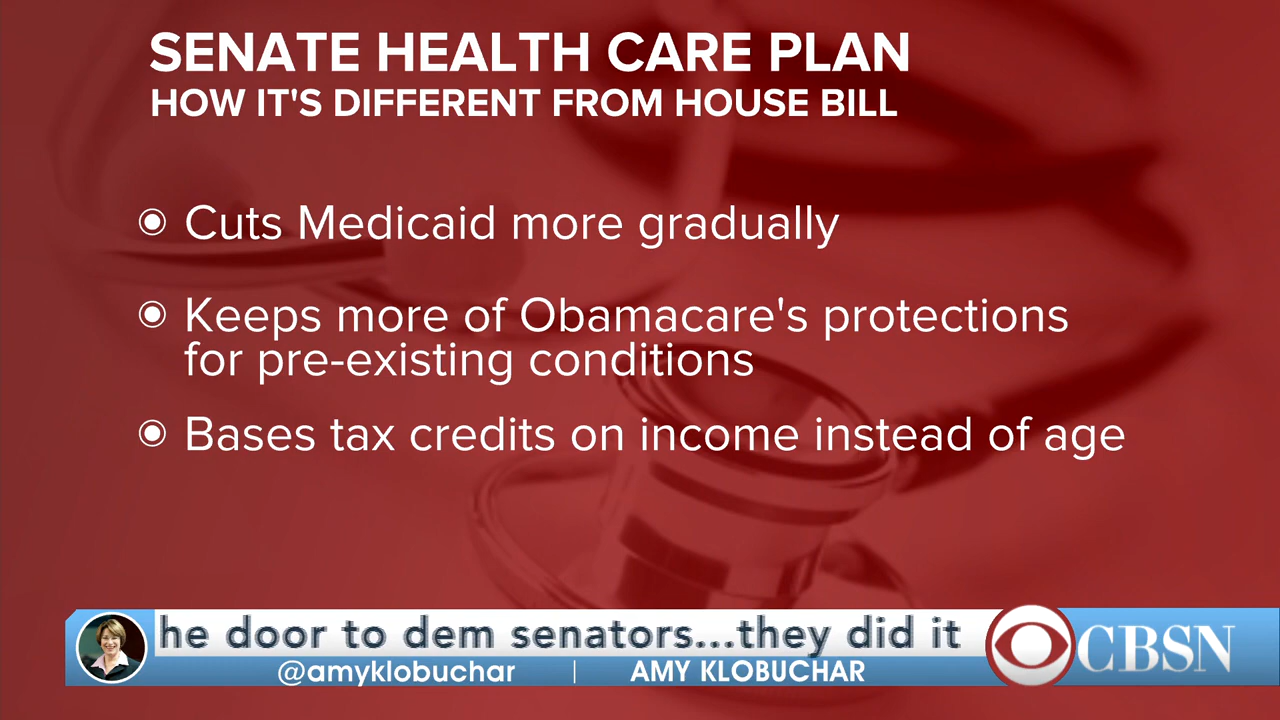 SENATE HEALTH CARE PLAN
HOW IT'S DIFFERENT FROM HOUSE BILL
Cuts Medicaid more gradually
Keeps more of Obamacare's protections
for pre-existing conditions
Bases tax credits on income instead of age
he door to dem senators...they did it
@amyklobuchar | AMY KLOBUCHAR
CBSN